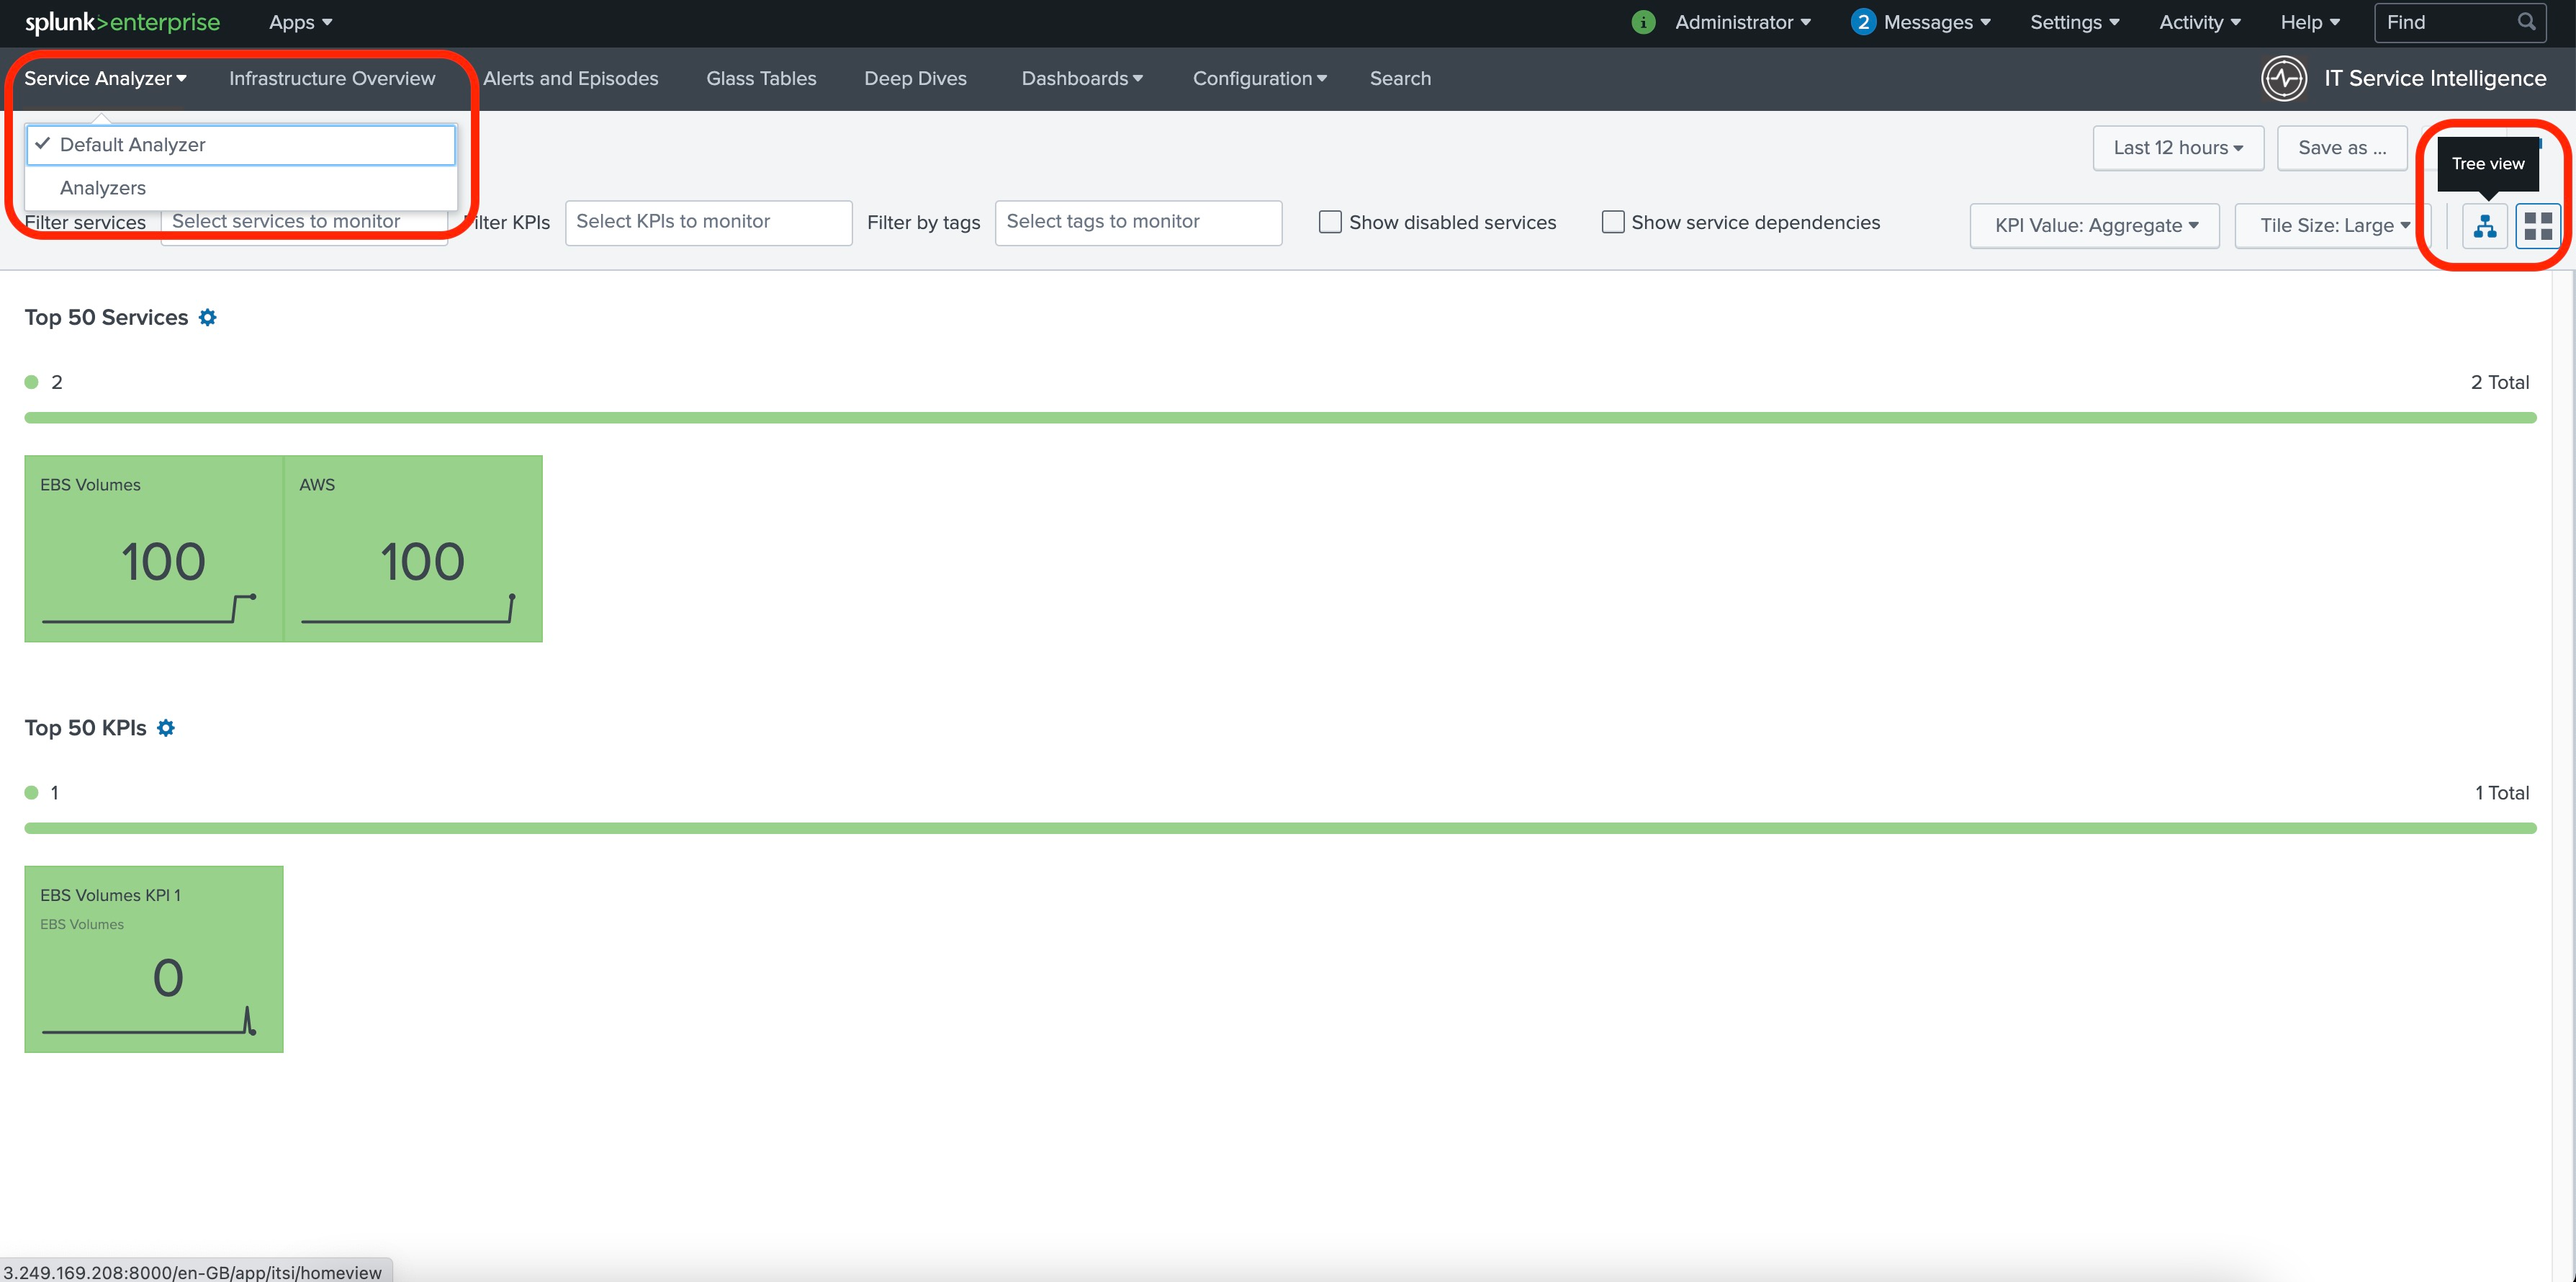 splunk>enterprise Apps Administrator 2 Messages Settings Activity Help Find
Service Analyzer Infrastructure Overview Alerts and Episodes Glass Tables Deep Dives Dashboards Configuration Search IT Service Intelligence
Default Analyzer
Analyzers
Last 12 hours Save as ...
Tree view
Filter services Select services to monitor Filter KPIs Select KPIs to monitor Filter by tags Select tags to monitor Show disabled services Show service dependencies KPI Value: Aggregate Tile Size: Large
Top 50 Services
2 2 Total
EBS Volumes AWS
100 100
Top 50 KPIs
1 1 Total
EBS Volumes KPI 1
EBS Volumes
0
3.249.169.208:8000/en-GB/app/itsi/homeview